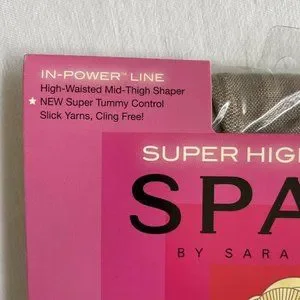 IN-POWER™ LINE
High-Waisted Mid-Thigh Shaper
★ NEW Super Tummy Control
Slick Yarns, Cling Free!
SUPER HIG
SPA
BY SARA